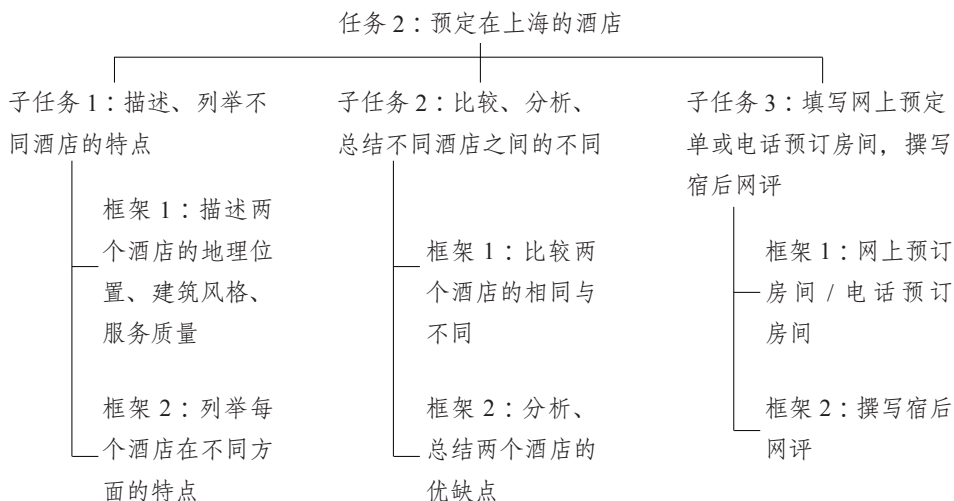 任务 2：预定在上海的酒店
子任务 1：描述、列举不
同酒店的特点
框架 1：描述两
个酒店的地理位
置、建筑风格、
服务质量
框架 2：列举每
个酒店在不同方
面的特点
子任务 2：比较、分析、
总结不同酒店之间的不同
框架 1：比较两
个酒店的相同与
不同
框架 2：分析、
总结两个酒店的
优缺点
子任务 3：填写网上预定
单或电话预订房间，撰写
宿后网评
框架 1：网上预订
房间 / 电话预订
房间
框架 2：撰写宿后
网评